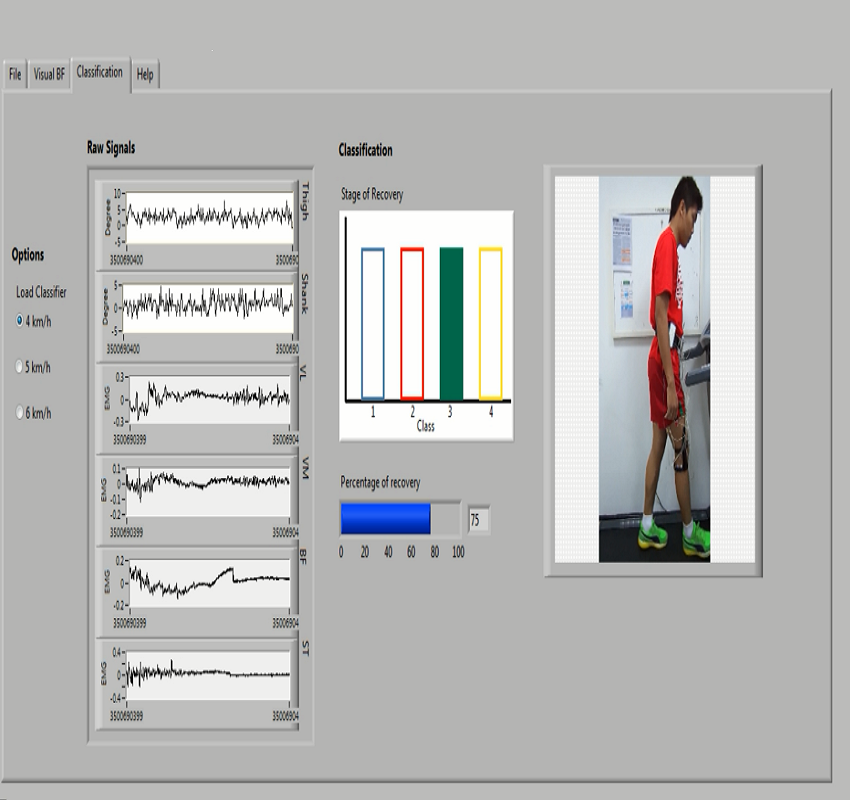 File
Visual BF
Classification
Help
Raw Signals
Classification
Options
Load Classifier
4 km/h
5 km/h
6 km/h
Degree
10
5
0
-5
3500690400
350069(
Thigh
Degree
5
0
-5
3500690400
350069(
Shank
EMG
0.3
0
-0.3
3500690399
35006904
VL
EMG
0.1
0
-0.1
-0.2
3500690399
35006904
VM
EMG
0.2
0
-0.2
3500690399
35006904
BF
EMG
0.4
0
-0.4
3500690399
35006904
ST
Stage of Recovery
1 2 3 4
Class
Percentage of recovery
75
0 20 40 60 80 100